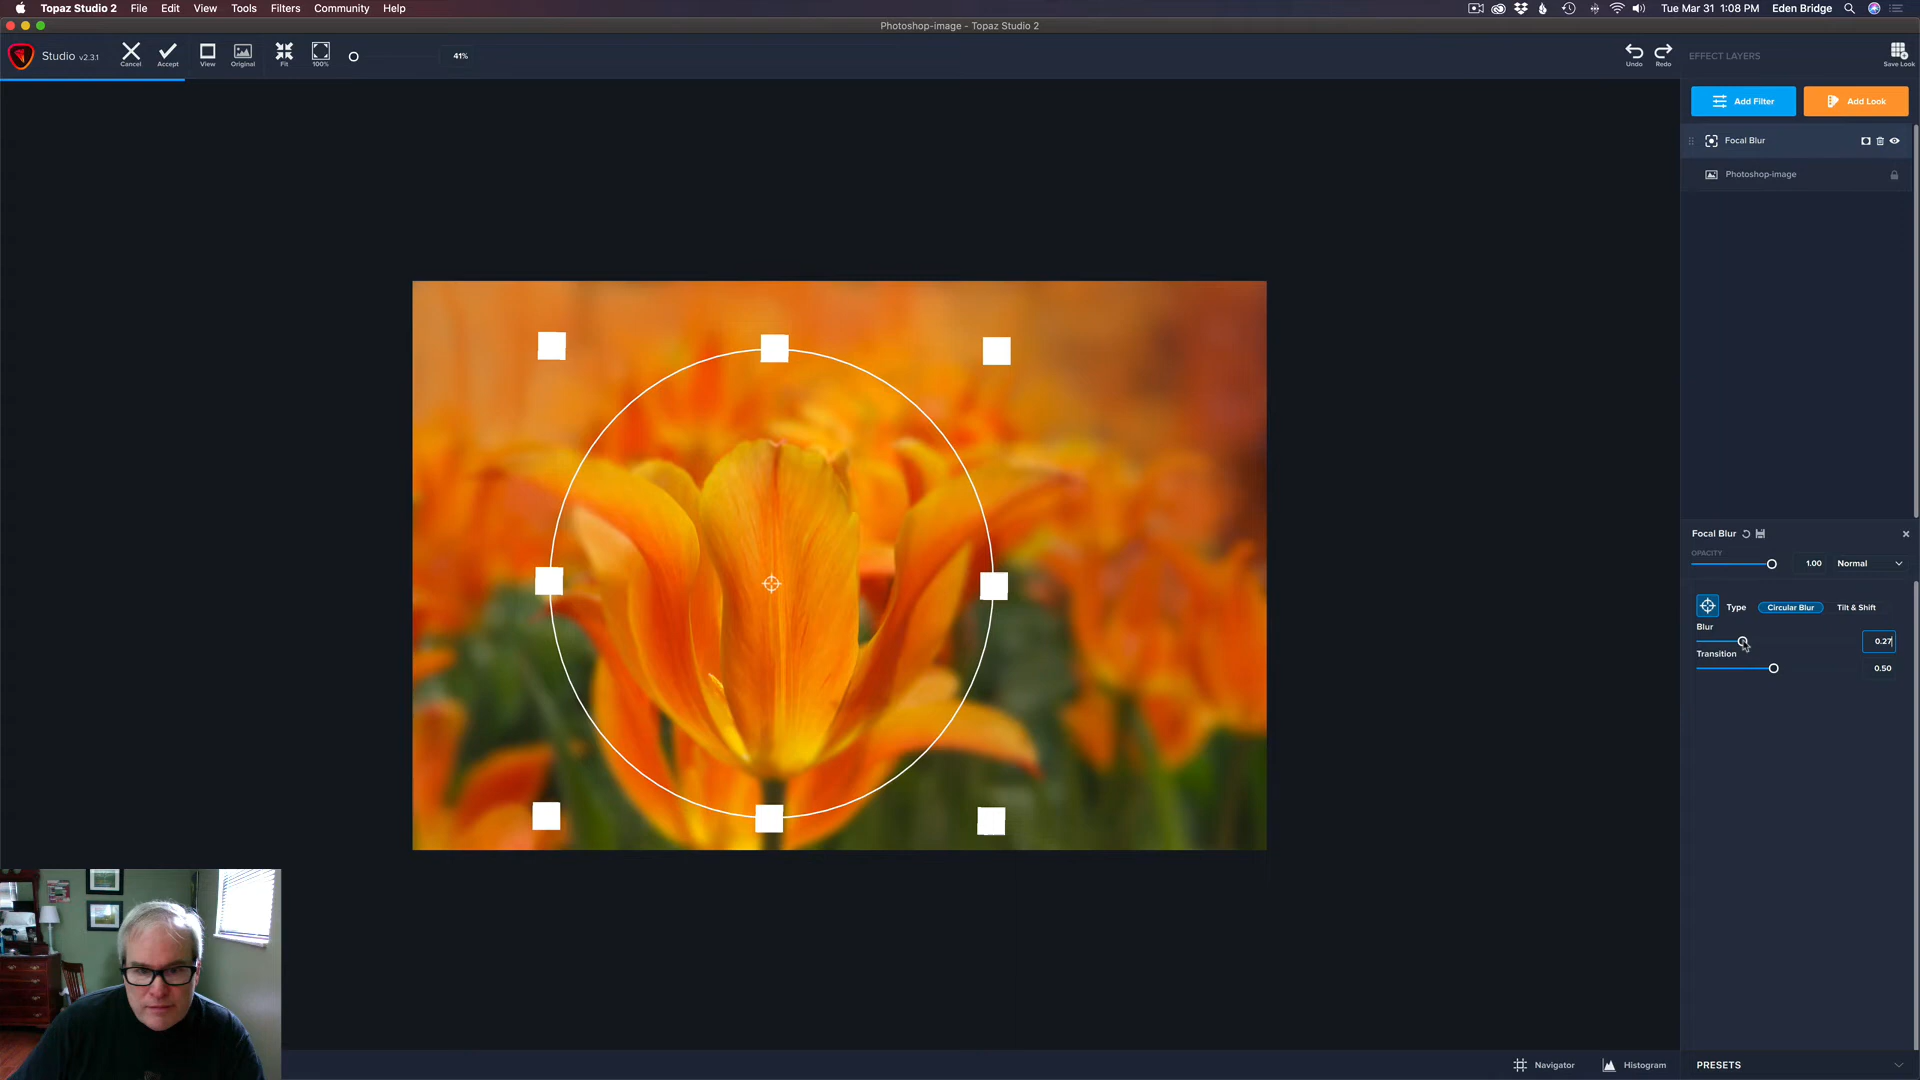 Topaz Studio 2 File Edit View Tools Filters Community Help Tue Mar 31 1:08 PM Eden Bridge
Photoshop-image - Topaz Studio 2
Studio v2.3.1 Cancel Accept View Original Fit 100% 41% Undo Redo EFFECT LAYERS Save Look
Add Filter Add Look
Focal Blur
Photoshop-image
Focal Blur
OPACITY
1.00 Normal
Type Circular Blur Tilt & Shift
Blur
0.27
Transition
0.50
Navigator Histogram PRESETS